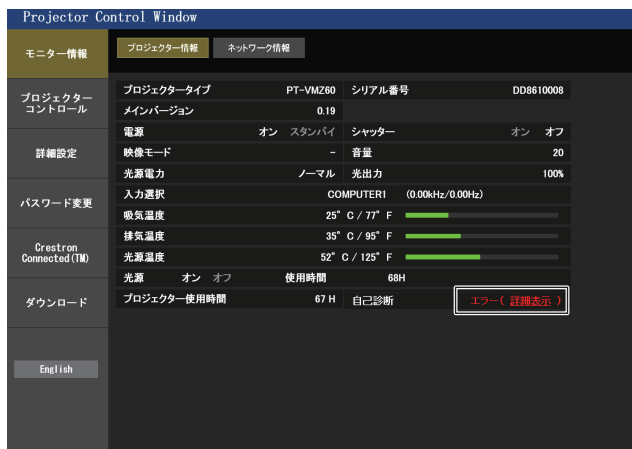 Projector Control Window
モニター情報
プロジェクター情報 ネットワーク情報
プロジェクター
コントロール
詳細設定
パスワード変更
Crestron
Connected(TM)
ダウンロード
English
プロジェクタータイプ PT-VMZ60 シリアル番号 DD8610008
メインバージョン 0.19
電源 オン スタンバイ シャッター オン オフ
映像モード – 音量 20
光源電力 ノーマル 光出力 100%
入力選択 COMPUTER1 (0.00kHz/0.00Hz)
吸気温度 25° C / 77° F
排気温度 35° C / 95° F
光源温度 52° C / 125° F
光源 オン オフ 使用時間 68H
プロジェクター使用時間 67 H 自己診断 エラー( 詳細表示 )